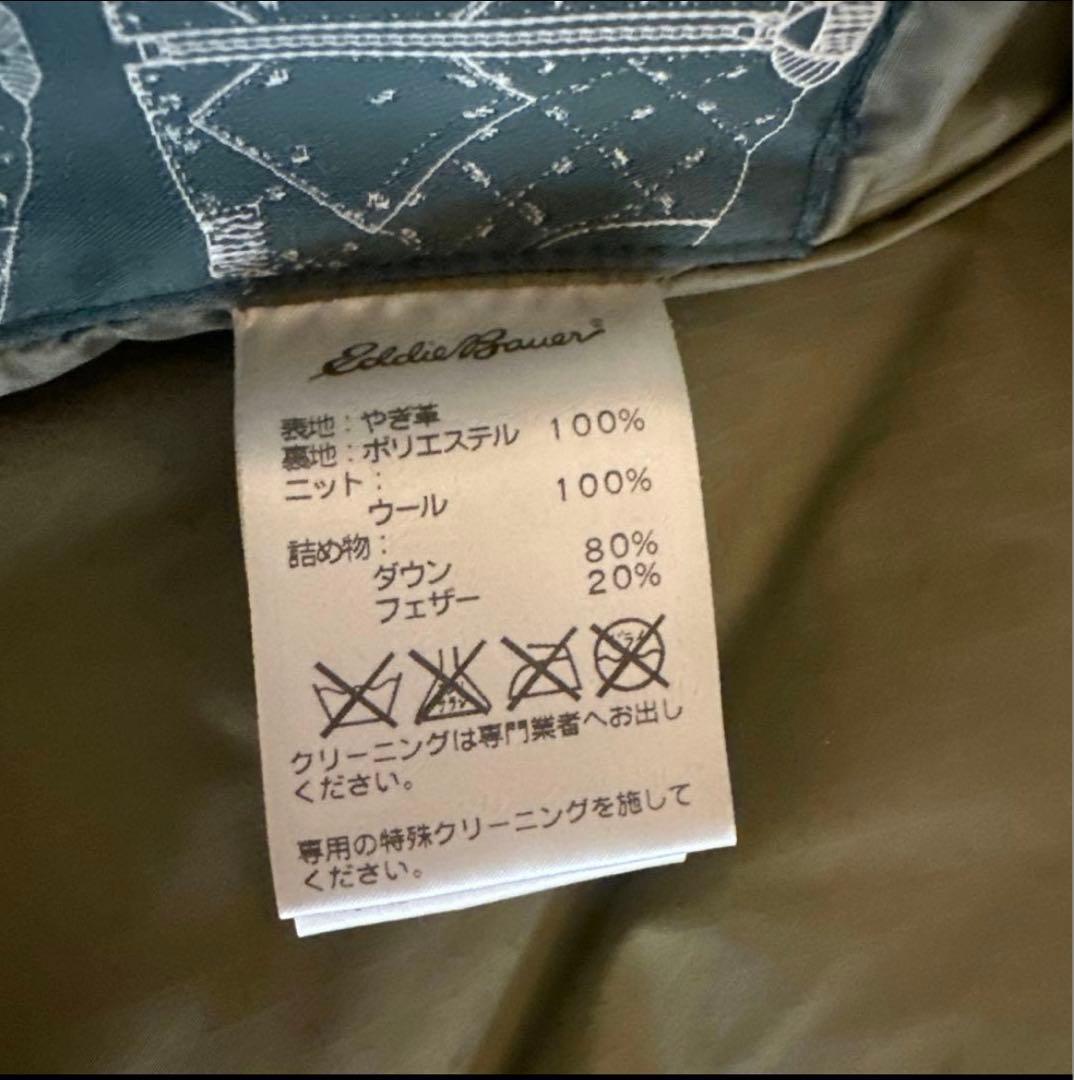 Eddie Bauer®
表地：やぎ革
裏地：ポリエステル 100%
ニット：
ウール 100%
詰め物：
ダウン 80%
フェザー 20%
ドライ
クリーニングは専門業者へお出し
ください。
専用の特殊クリーニングを施して
ください。